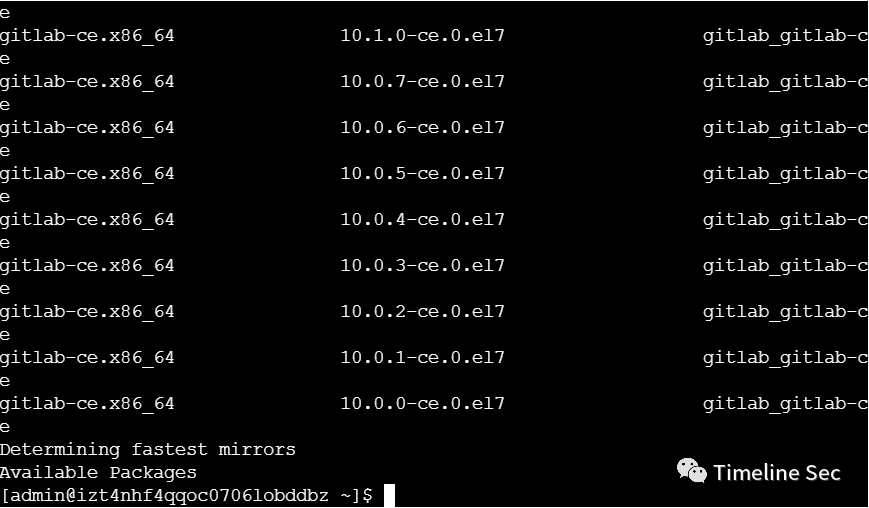 e
gitlab-ce.x86_64 10.1.0-ce.0.el7 gitlab_gitlab-c
e
gitlab-ce.x86_64 10.0.7-ce.0.el7 gitlab_gitlab-c
e
gitlab-ce.x86_64 10.0.6-ce.0.el7 gitlab_gitlab-c
e
gitlab-ce.x86_64 10.0.5-ce.0.el7 gitlab_gitlab-c
e
gitlab-ce.x86_64 10.0.4-ce.0.el7 gitlab_gitlab-c
e
gitlab-ce.x86_64 10.0.3-ce.0.el7 gitlab_gitlab-c
e
gitlab-ce.x86_64 10.0.2-ce.0.el7 gitlab_gitlab-c
e
gitlab-ce.x86_64 10.0.1-ce.0.el7 gitlab_gitlab-c
e
gitlab-ce.x86_64 10.0.0-ce.0.el7 gitlab_gitlab-c
e
Determining fastest mirrors
Available Packages
[admin@izt4nhf4qqoc0706lobddbz ~]$
Timeline Sec